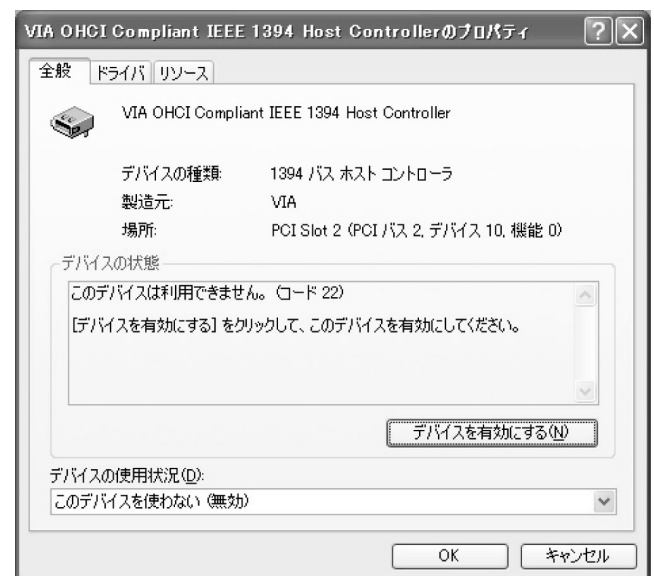 VIA OHCI Compliant IEEE 1394 Host Controllerのプロパティ
全般 ドライバ リソース
VIA OHCI Compliant IEEE 1394 Host Controller
デバイスの種類: 1394 バス ホスト コントローラ
製造元: VIA
場所: PCI Slot 2 (PCI バス 2, デバイス 10, 機能 0)
デバイスの状態
このデバイスは利用できません。 (コード 22)
[デバイスを有効にする] をクリックして、このデバイスを有効にしてください。
デバイスを有効にする(N)
デバイスの使用状況(D):
このデバイスを使わない (無効)
OK キャンセル